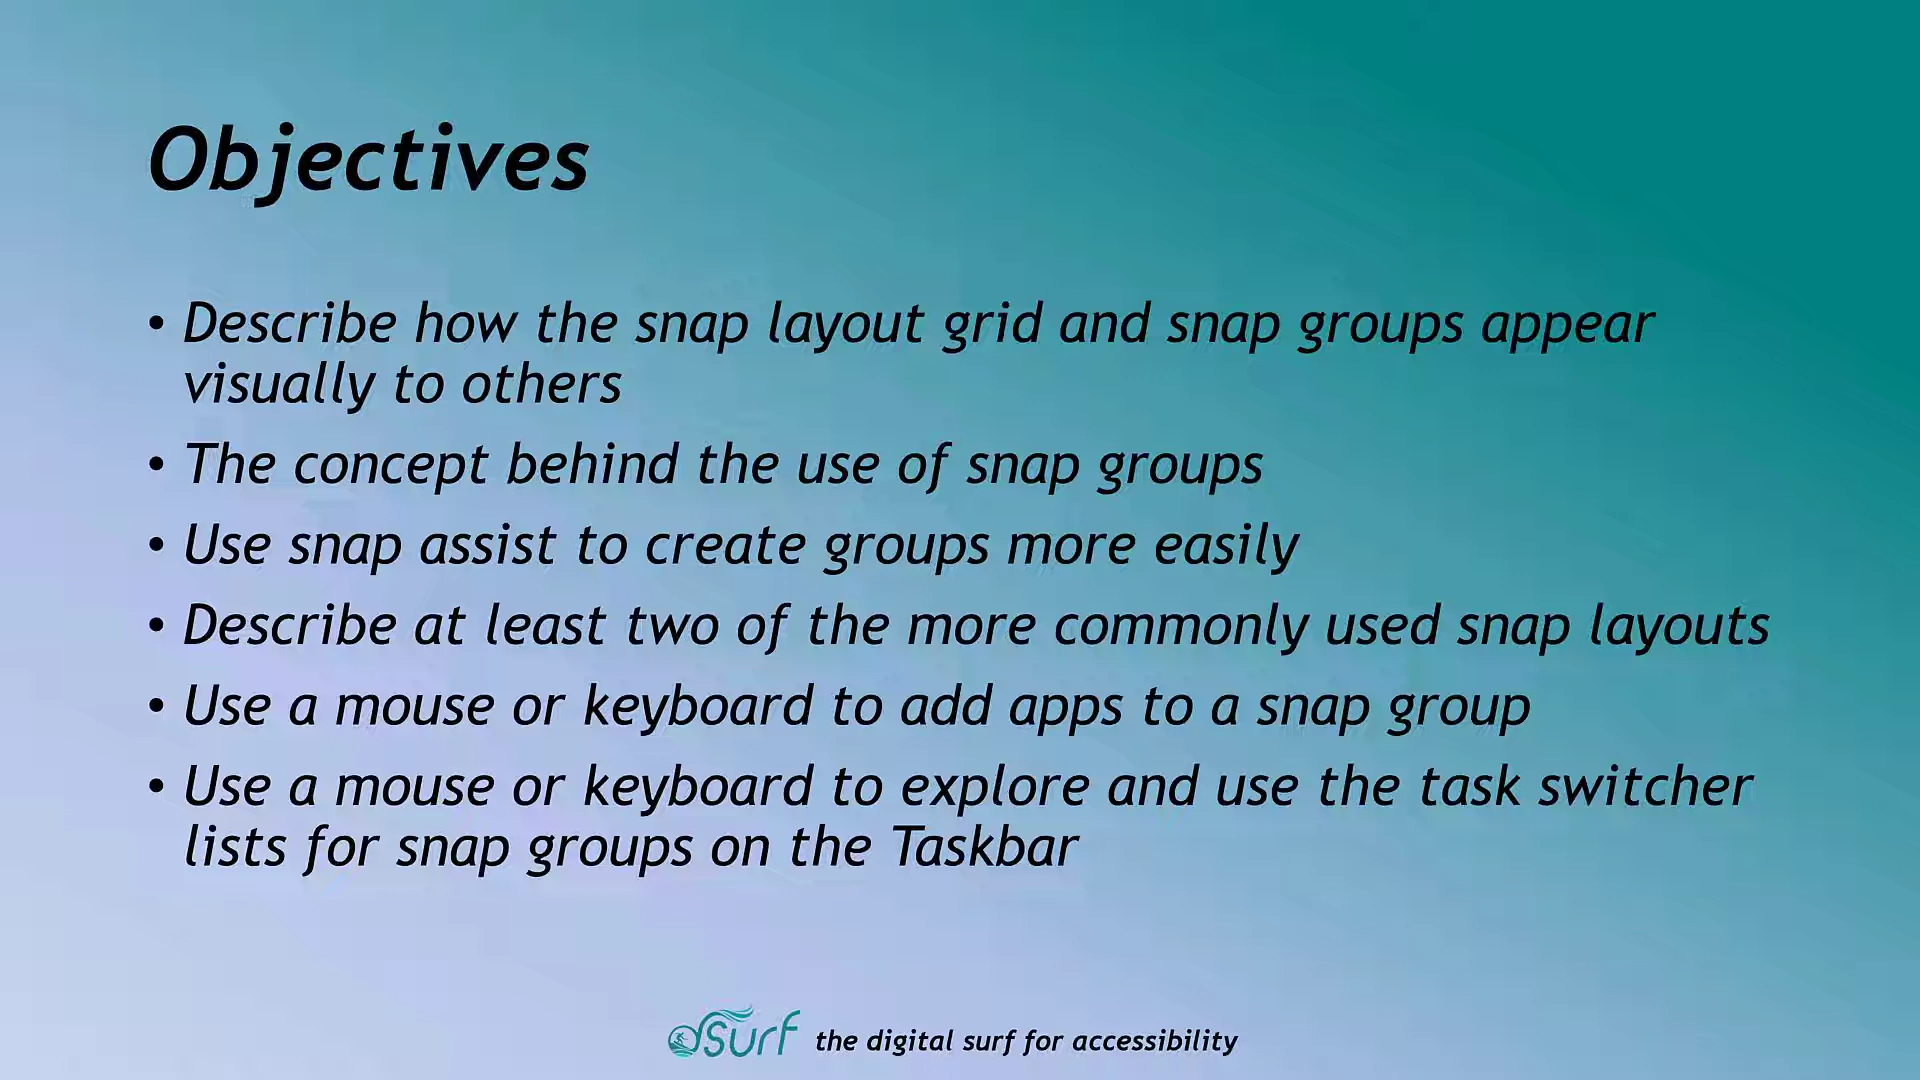 Objectives
• Describe how the snap layout grid and snap groups appear
visually to others
• The concept behind the use of snap groups
• Use snap assist to create groups more easily
• Describe at least two of the more commonly used snap layouts
• Use a mouse or keyboard to add apps to a snap group
• Use a mouse or keyboard to explore and use the task switcher
lists for snap groups on the Taskbar
dSurf the digital surf for accessibility